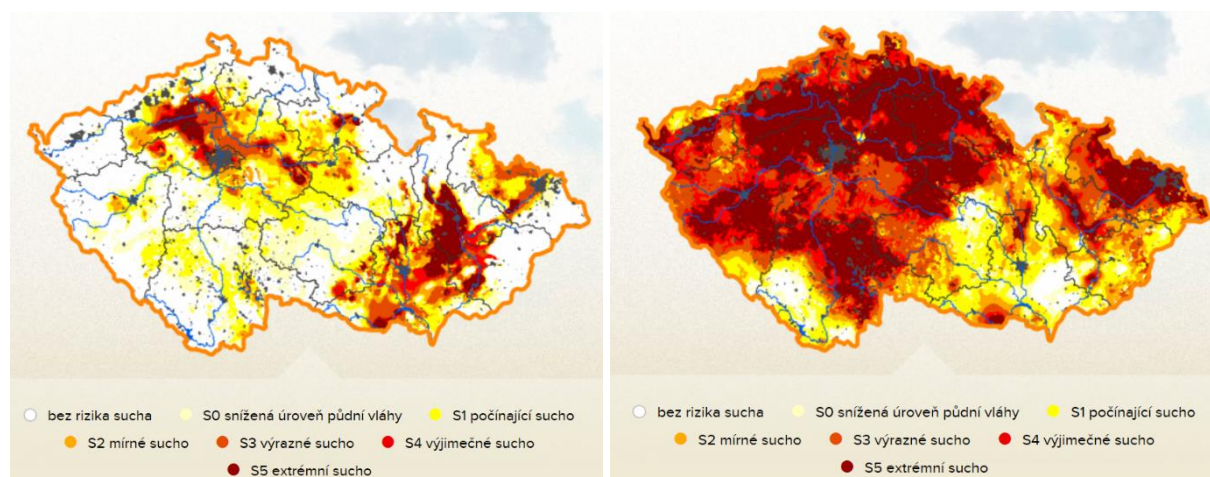 bez rizika sucha S0 snížená úroveň půdní vláhy S1 počínající sucho
S2 mírné sucho S3 výrazné sucho S4 výjimečné sucho
S5 extrémní sucho
bez rizika sucha S0 snížená úroveň půdní vláhy S1 počínající sucho
S2 mírné sucho S3 výrazné sucho S4 výjimečné sucho
S5 extrémní sucho